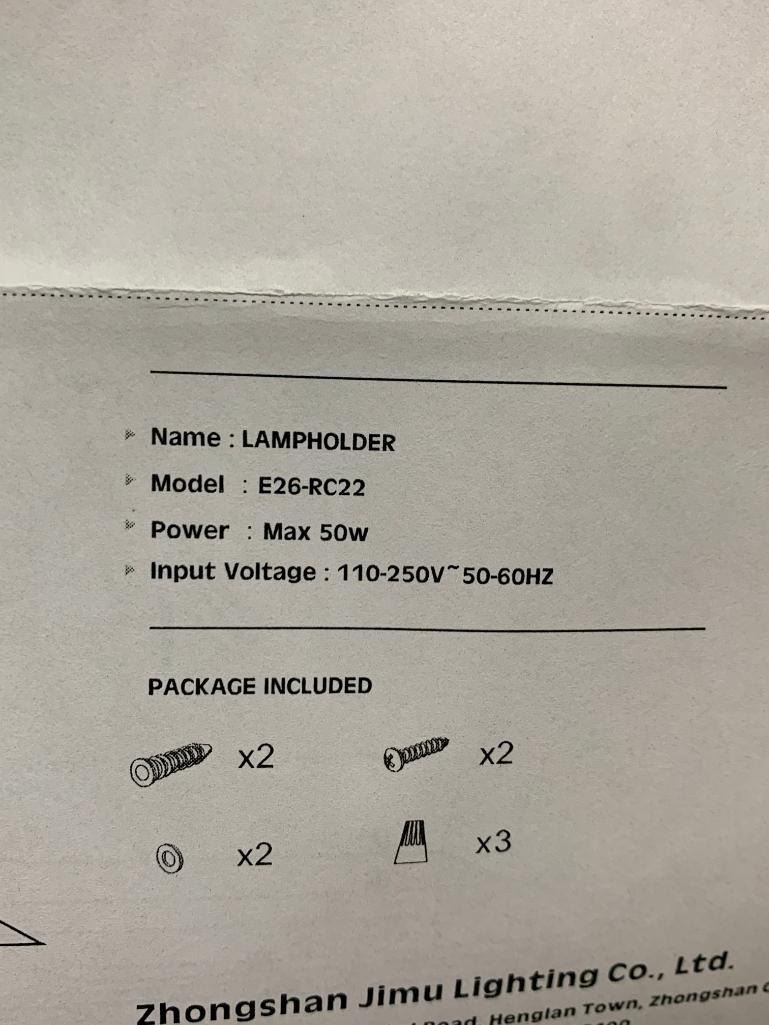 Name : LAMPHOLDER
Model : E26-RC22
Power : Max 50w
Input Voltage : 110-250V~50-60HZ
PACKAGE INCLUDED
x2 x2
x2 x3
Zhongshan Jimu Lighting Co., Ltd.
Road, Henglan Town, Zhongshan